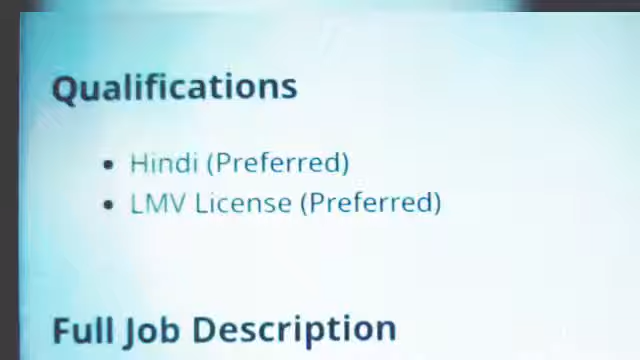 Qualifications
• Hindi (Preferred)
• LMV License (Preferred)
Full Job Description